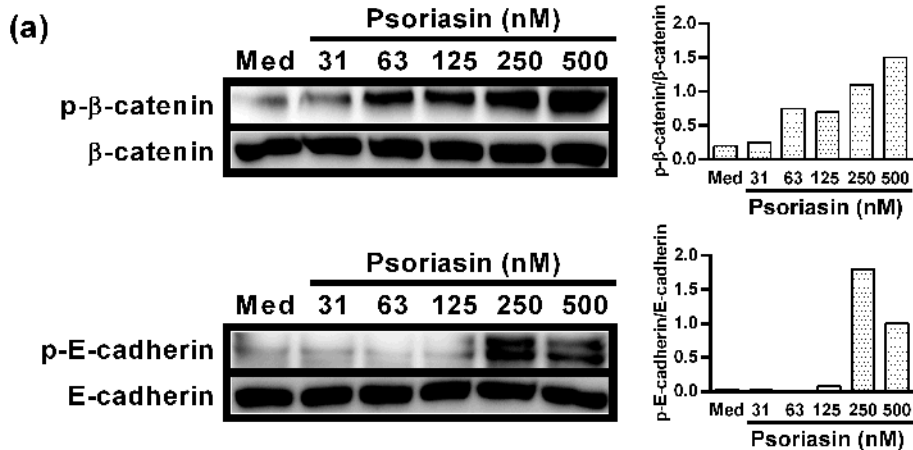 (a)
Psoriasin (nM)
Med 31 63 125 250 500
p-β-catenin
β-catenin
p-β-catenin/β-catenin
2.0
1.5
1.0
0.5
0.0
Med 31 63 125 250 500
Psoriasin (nM)
Psoriasin (nM)
Med 31 63 125 250 500
p-E-cadherin
E-cadherin
p-E-cadherin/E-cadherin
2.0
1.5
1.0
0.5
0.0
Med 31 63 125 250 500
Psoriasin (nM)